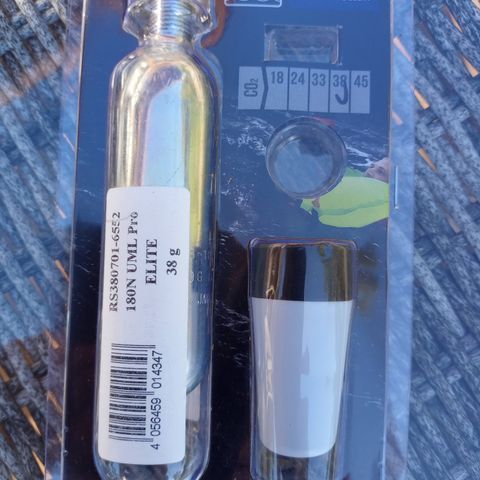 CO2 18 24 33 38 45
RS380701-6552
180N UML Pro
ELITE
38 g
4 056459 014347